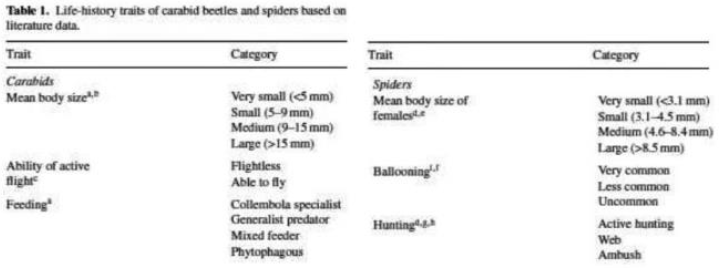 Table 1. Life-history traits of carabid beetles and spiders based on
literature data.
Trait Category
Carabids
Mean body size a,b Very small (<5 mm)
Small (5–9 mm)
Medium (9–15 mm)
Large (>15 mm)
Ability of active Flightless
flight c Able to fly
Feeding a Collembola specialist
Generalist predator
Mixed feeder
Phytophagous
Trait Category
Spiders
Mean body size of Very small (<3.1 mm)
females d,e Small (3.1–4.5 mm)
Medium (4.6–8.4 mm)
Large (>8.5 mm)
Ballooning Very common
Less common
Uncommon
Hunting d,g,h Active hunting
Web
Ambush